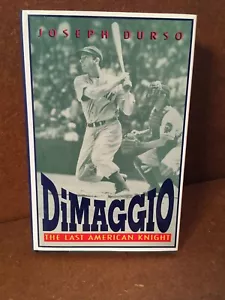 JOSEPH DURSO
DiMAGGIO
THE LAST AMERICAN KNIGHT